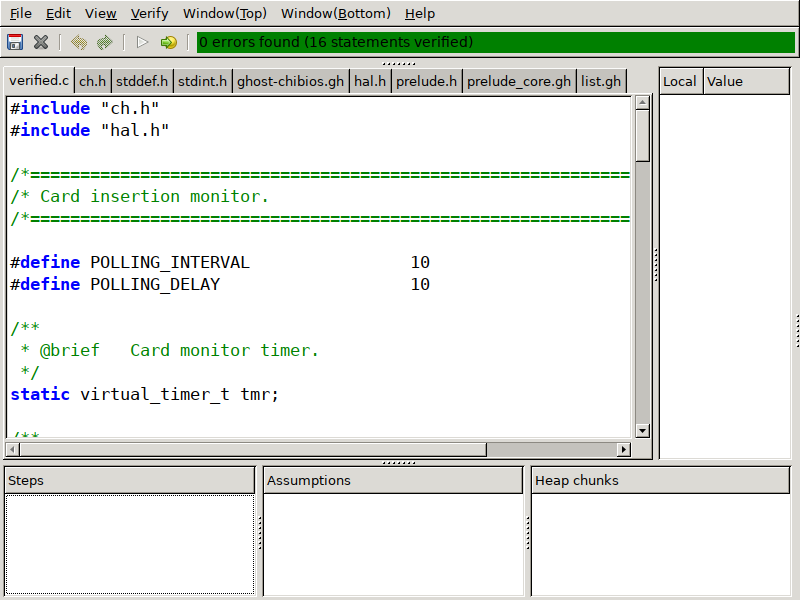 File Edit View Verify Window(Top) Window(Bottom) Help
0 errors found (16 statements verified)
verified.c ch.h stddef.h stdint.h ghost-chibios.gh hal.h prelude.h prelude_core.gh list.gh
Local Value
#include "ch.h"
#include "hal.h"
/*============================================================
/* Card insertion monitor.
/*============================================================
#define POLLING_INTERVAL 10
#define POLLING_DELAY 10
/**
* @brief Card monitor timer.
*/
static virtual_timer_t tmr;
/**
Steps
Assumptions
Heap chunks